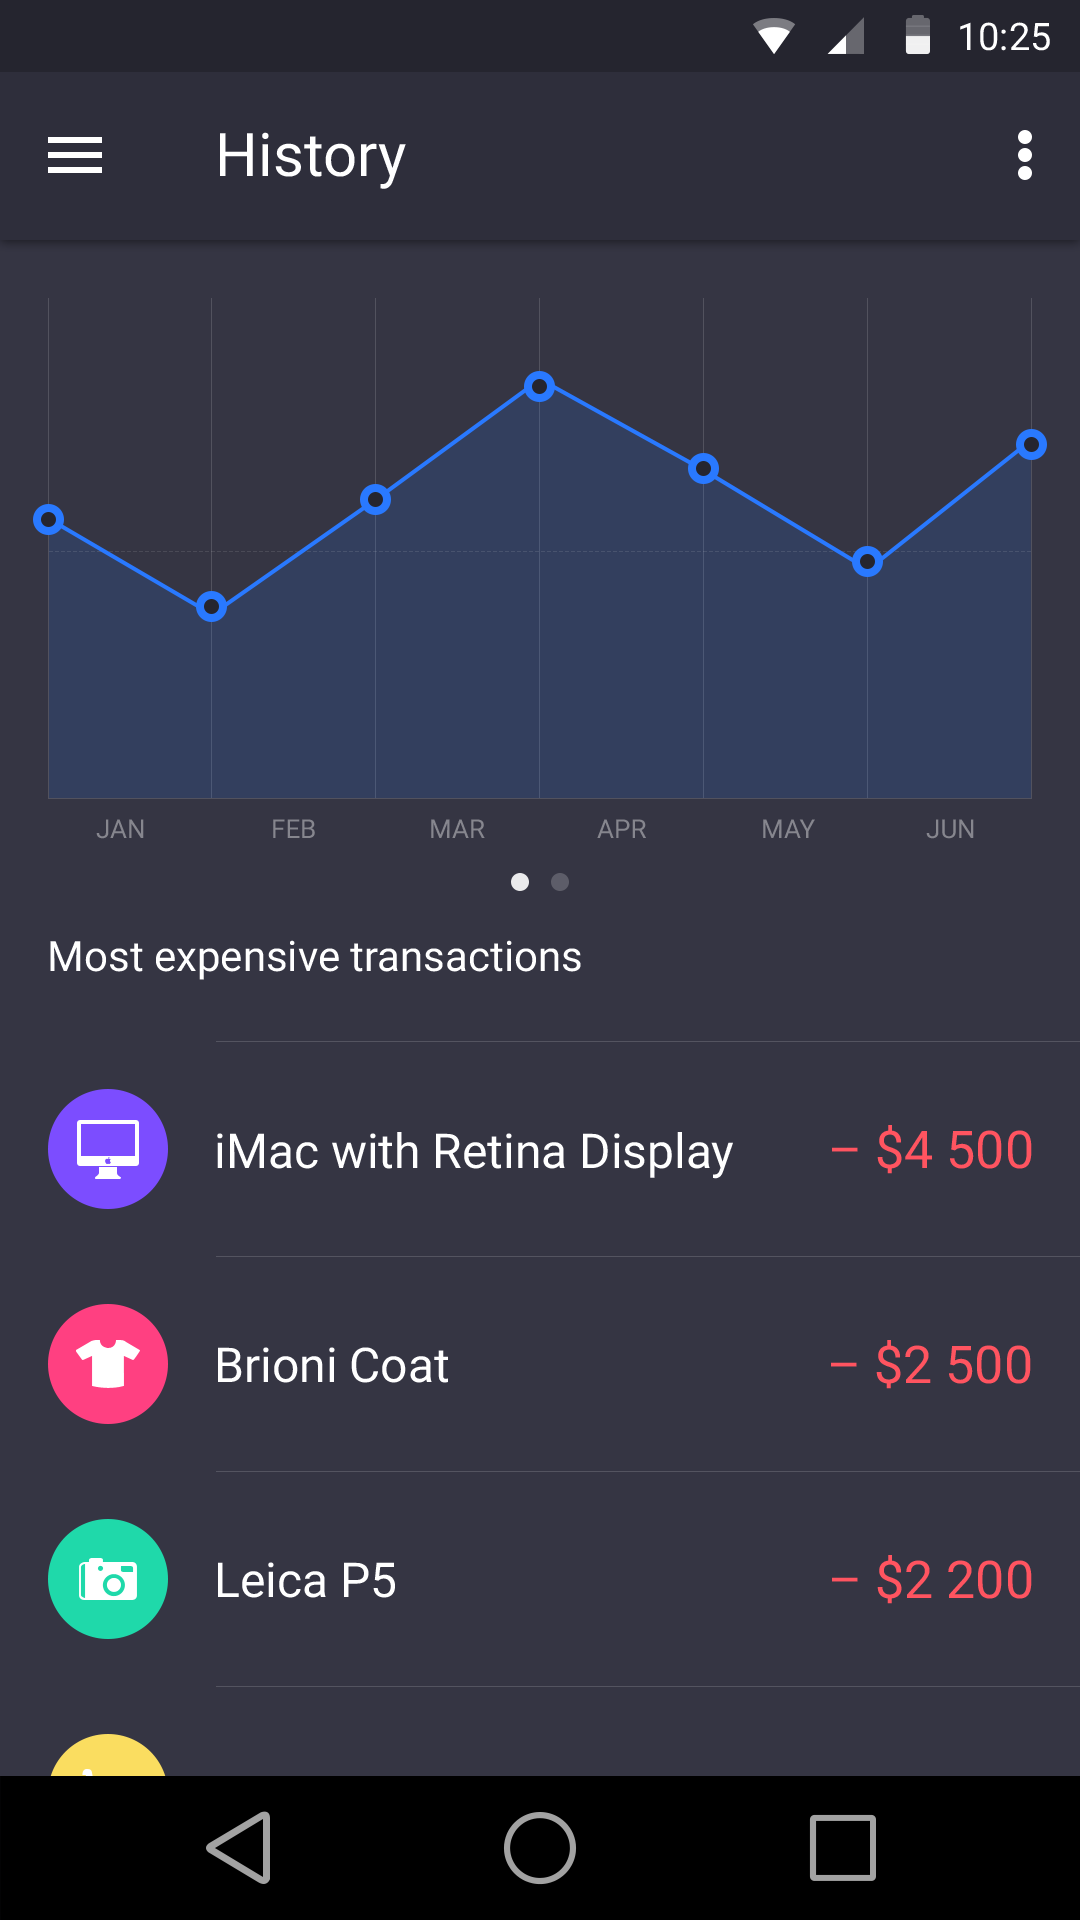 10:25
History
JAN FEB MAR APR MAY JUN
Most expensive transactions
iMac with Retina Display – $4 500
Brioni Coat – $2 500
Leica P5 – $2 200